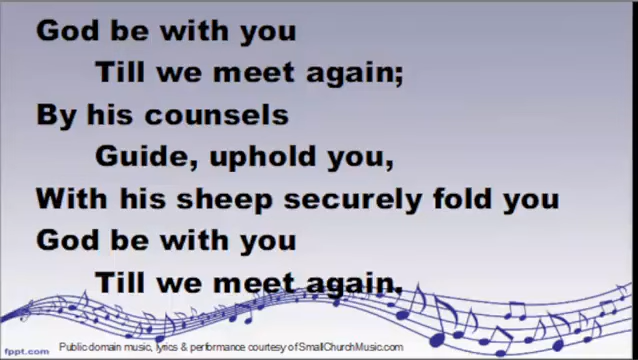 God be with you
Till we meet again;
By his counsels
Guide, uphold you,
With his sheep securely fold you
God be with you
Till we meet again.
fppt.com
Public domain music, lyrics & performance courtesy of SmallChurchMusic.com